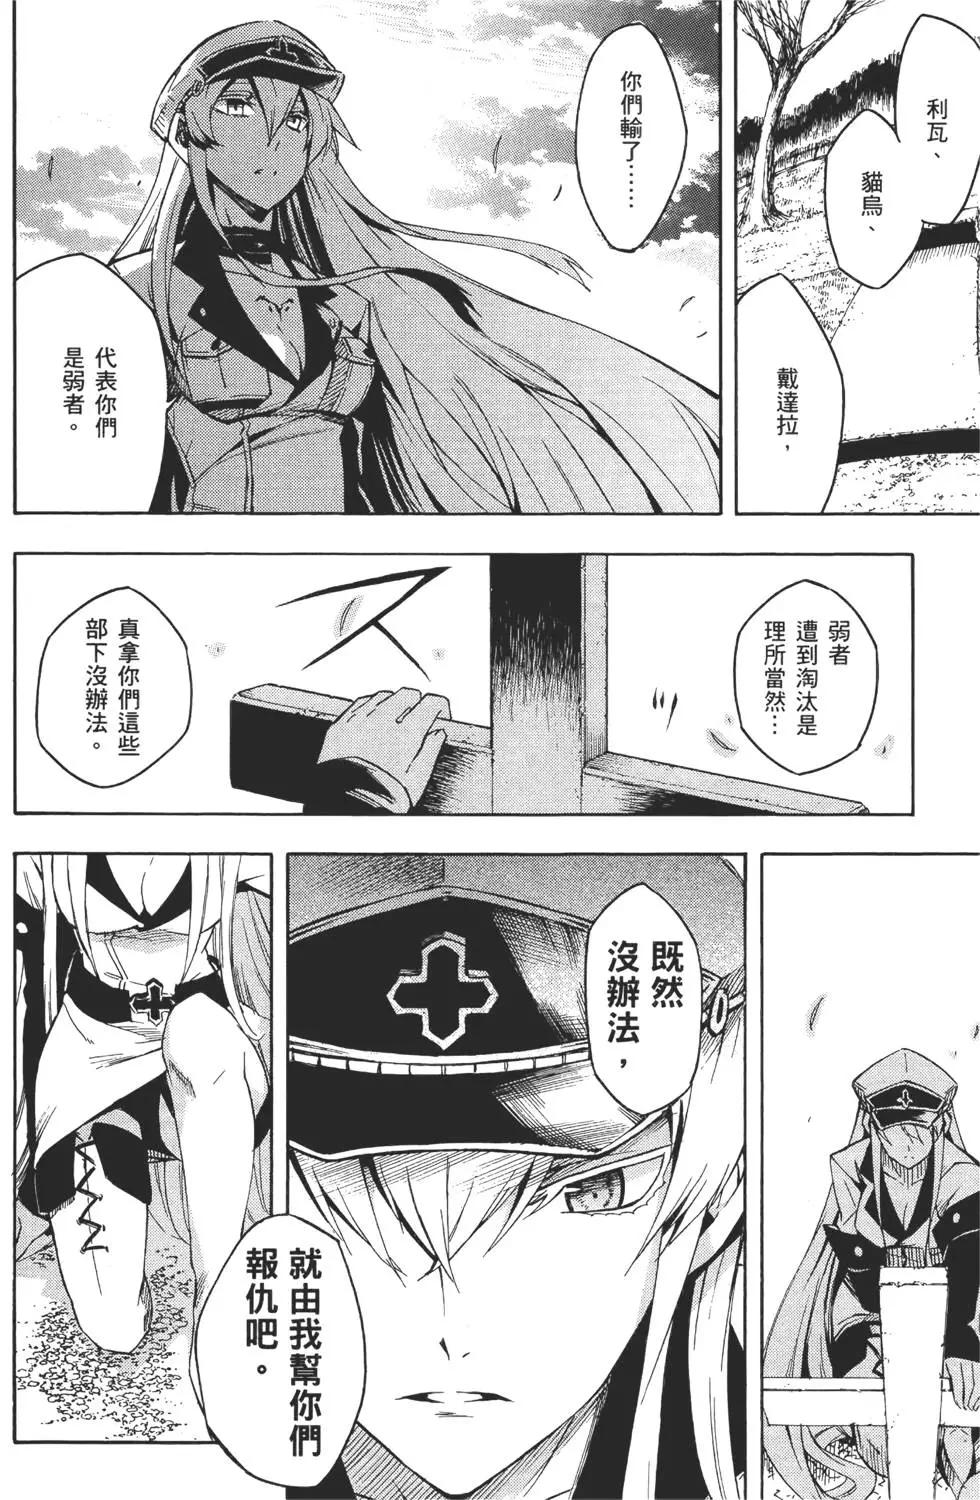 利瓦、
貓烏、
戴達拉，
你們輸了……
代表你們
是弱者。
弱者
遭到淘汰是
理所當然…
真拿你們這些
部下沒辦法。
既然
沒辦法，
就由我幫你們
報仇吧。